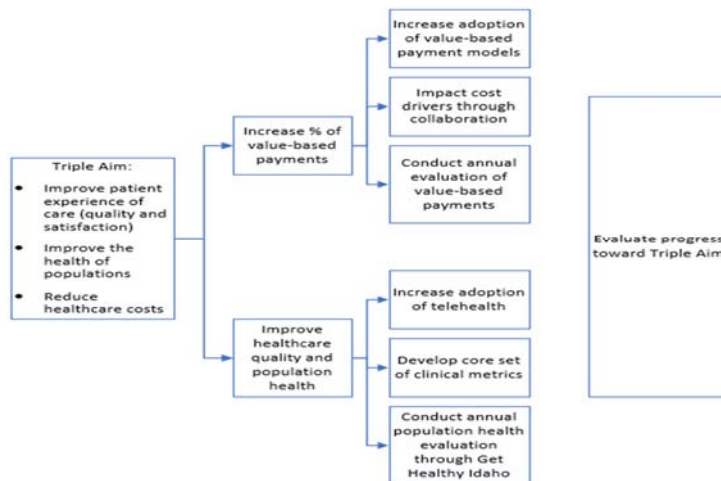 Triple Aim:
• Improve patient
experience of
care (quality and
satisfaction)
• Improve the
health of
populations
• Reduce
healthcare costs
Increase % of
value-based
payments
Improve
healthcare
quality and
population
health
Increase adoption
of value-based
payment models
Impact cost
drivers through
collaboration
Conduct annual
evaluation of
value-based
payments
Increase adoption
of telehealth
Develop core set
of clinical metrics
Conduct annual
population health
evaluation
through Get
Healthy Idaho
Evaluate progress
toward Triple Aim